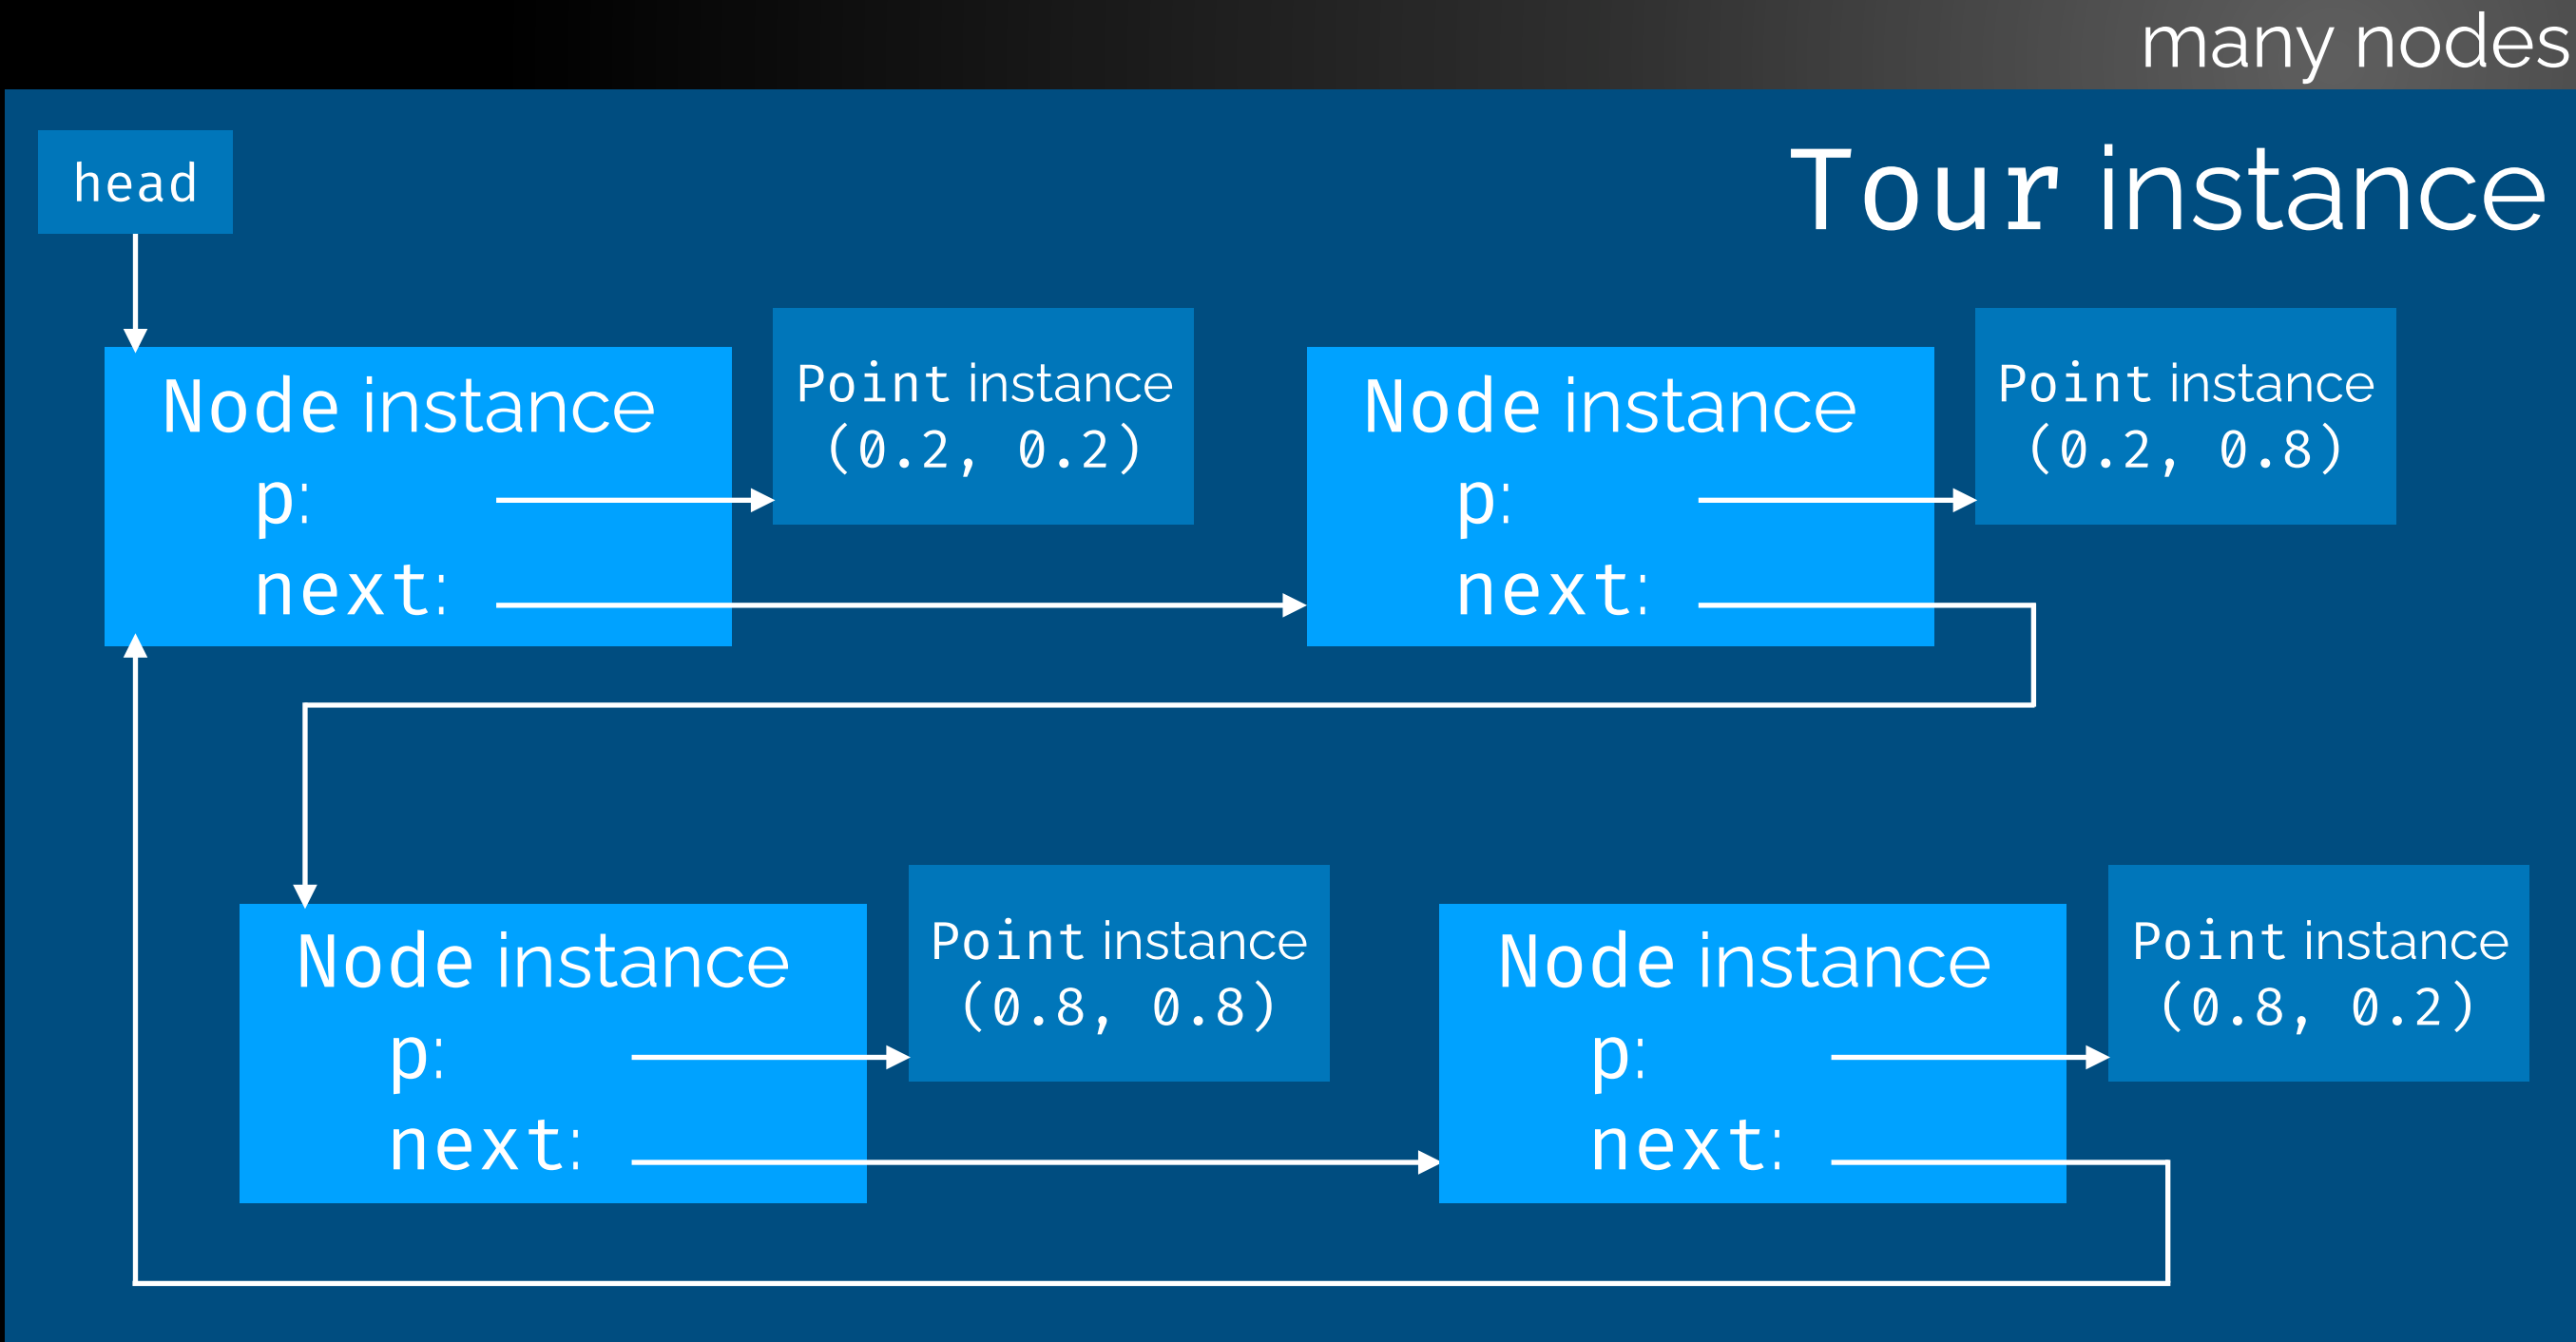 many nodes
Tour instance
head
Node instance
p:
next:
Point instance
(0.2, 0.2)
Node instance
p:
next:
Point instance
(0.2, 0.8)
Node instance
p:
next:
Point instance
(0.8, 0.8)
Node instance
p:
next:
Point instance
(0.8, 0.2)